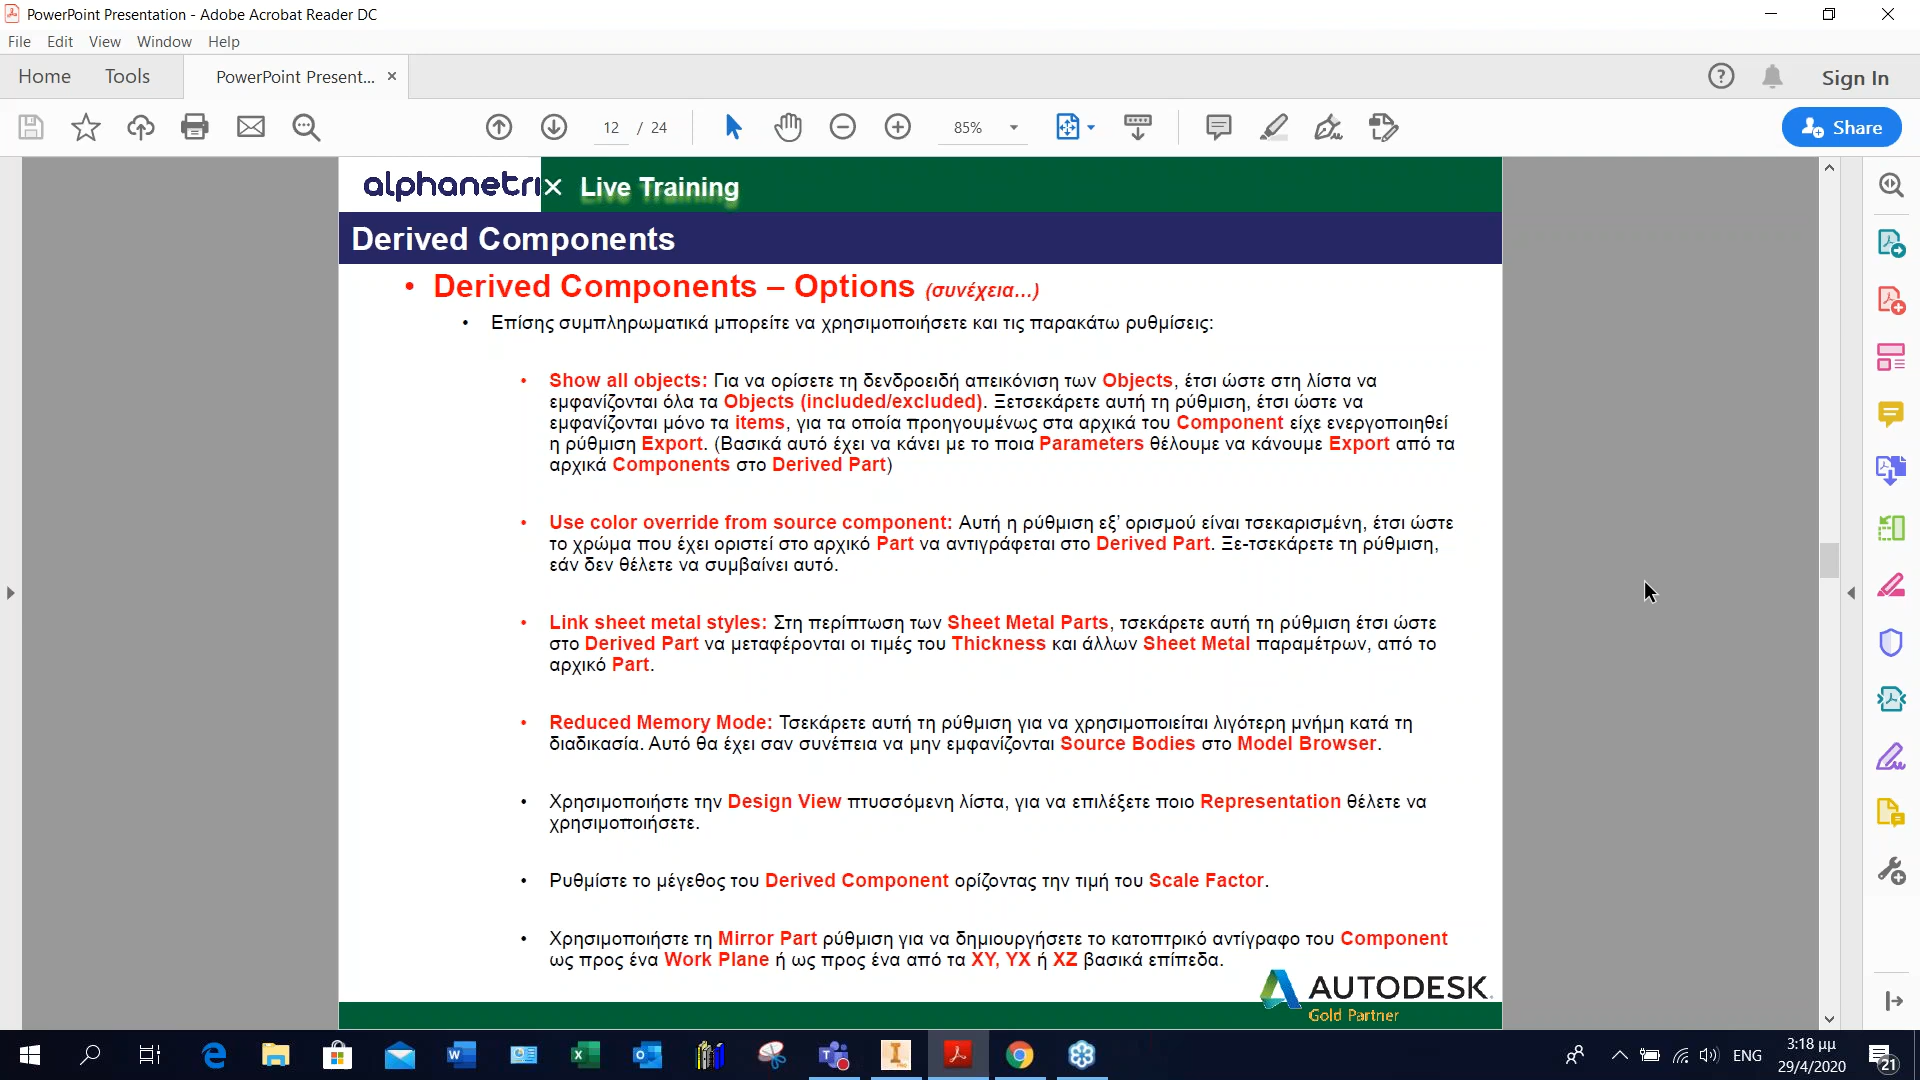 PowerPoint Presentation - Adobe Acrobat Reader DC
File Edit View Window Help
Home Tools PowerPoint Present... Sign In
12 / 24 85% Share
alphanetrix Live Training
Derived Components
• Derived Components – Options (συνέχεια...)
• Επίσης συμπληρωματικά μπορείτε να χρησιμοποιήσετε και τις παρακάτω ρυθμίσεις:
• Show all objects: Για να ορίσετε τη δενδροειδή απεικόνιση των Objects, έτσι ώστε στη λίστα να
εμφανίζονται όλα τα Objects (included/excluded). Ξετσεκάρετε αυτή τη ρύθμιση, έτσι ώστε να
εμφανίζονται μόνο τα items, για τα οποία προηγουμένως στα αρχικά του Component είχε ενεργοποιηθεί
η ρύθμιση Export. (Βασικά αυτό έχει να κάνει με το ποια Parameters θέλουμε να κάνουμε Export από τα
αρχικά Components στο Derived Part)
• Use color override from source component: Αυτή η ρύθμιση εξ’ ορισμού είναι τσεκαρισμένη, έτσι ώστε
το χρώμα που έχει οριστεί στο αρχικό Part να αντιγράφεται στο Derived Part. Ξε-τσεκάρετε τη ρύθμιση,
εάν δεν θέλετε να συμβαίνει αυτό.
• Link sheet metal styles: Στη περίπτωση των Sheet Metal Parts, τσεκάρετε αυτή τη ρύθμιση έτσι ώστε
στο Derived Part να μεταφέρονται οι τιμές του Thickness και άλλων Sheet Metal παραμέτρων, από το
αρχικό Part.
• Reduced Memory Mode: Τσεκάρετε αυτή τη ρύθμιση για να χρησιμοποιείται λιγότερη μνήμη κατά τη
διαδικασία. Αυτό θα έχει σαν συνέπεια να μην εμφανίζονται Source Bodies στο Model Browser.
• Χρησιμοποιήστε την Design View πτυσσόμενη λίστα, για να επιλέξετε ποιο Representation θέλετε να
χρησιμοποιήσετε.
• Ρυθμίστε το μέγεθος του Derived Component ορίζοντας την τιμή του Scale Factor.
• Χρησιμοποιήστε τη Mirror Part ρύθμιση για να δημιουργήσετε το κατοπτρικό αντίγραφο του Component
ως προς ένα Work Plane ή ως προς ένα από τα XY, YX ή XZ βασικά επίπεδα.
AUTODESK.
Gold Partner
ENG 3:18 μμ
29/4/2020 21